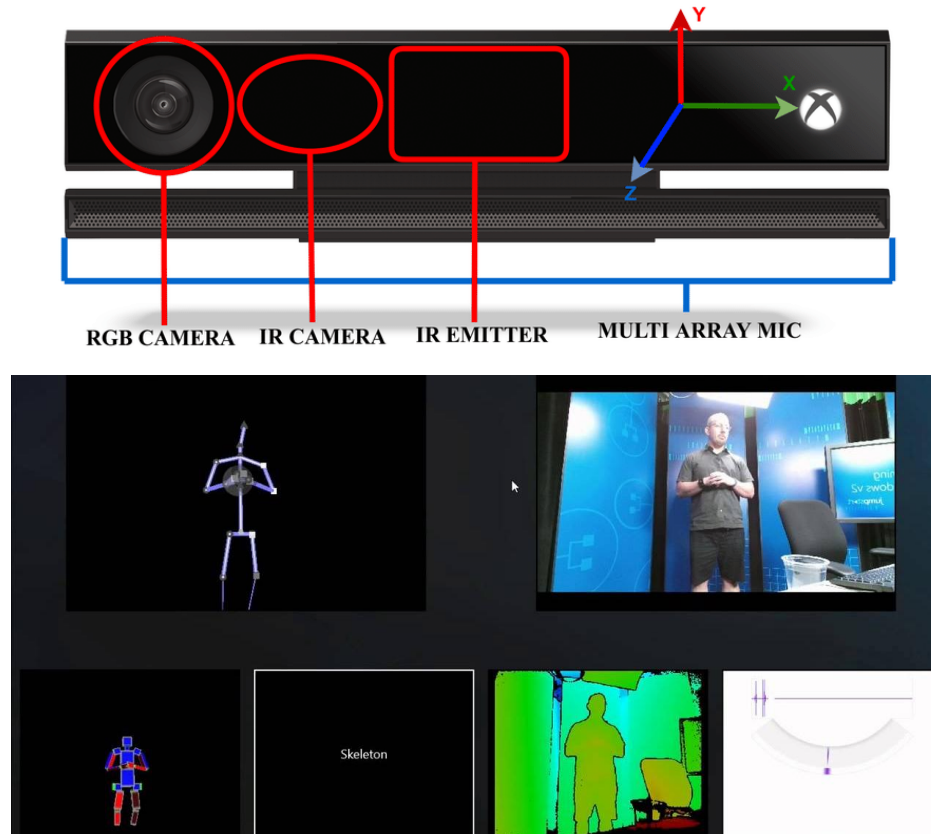 Y
X
Z
RGB CAMERA
IR CAMERA
IR EMITTER
MULTI ARRAY MIC
Skeleton